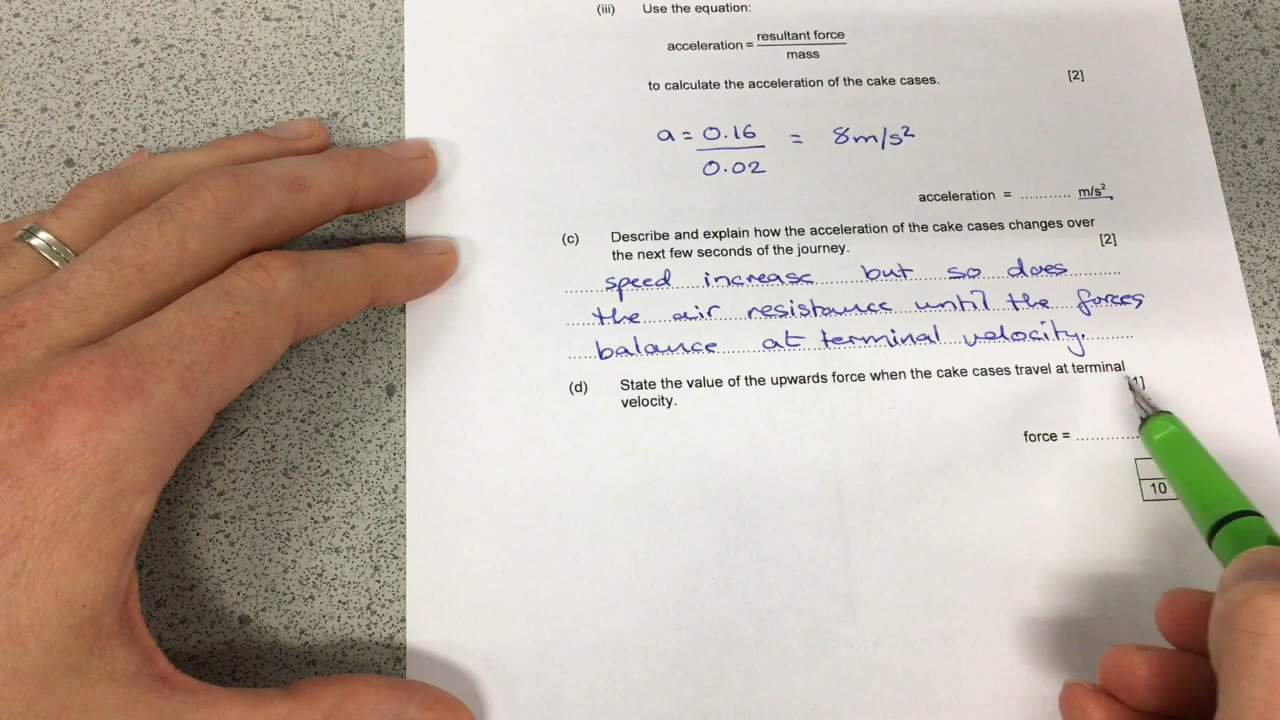 (iii) Use the equation:
acceleration = resultant force
mass
to calculate the acceleration of the cake cases. [2]
a = 0.16 = 8m/s²
0.02
acceleration = ........... m/s²
(c) Describe and explain how the acceleration of the cake cases changes over
the next few seconds of the journey. [2]
speed increase but so does
the air resistance until the forces
balance at terminal velocity.
(d) State the value of the upwards force when the cake cases travel at terminal
velocity. 1]
force = ............
10